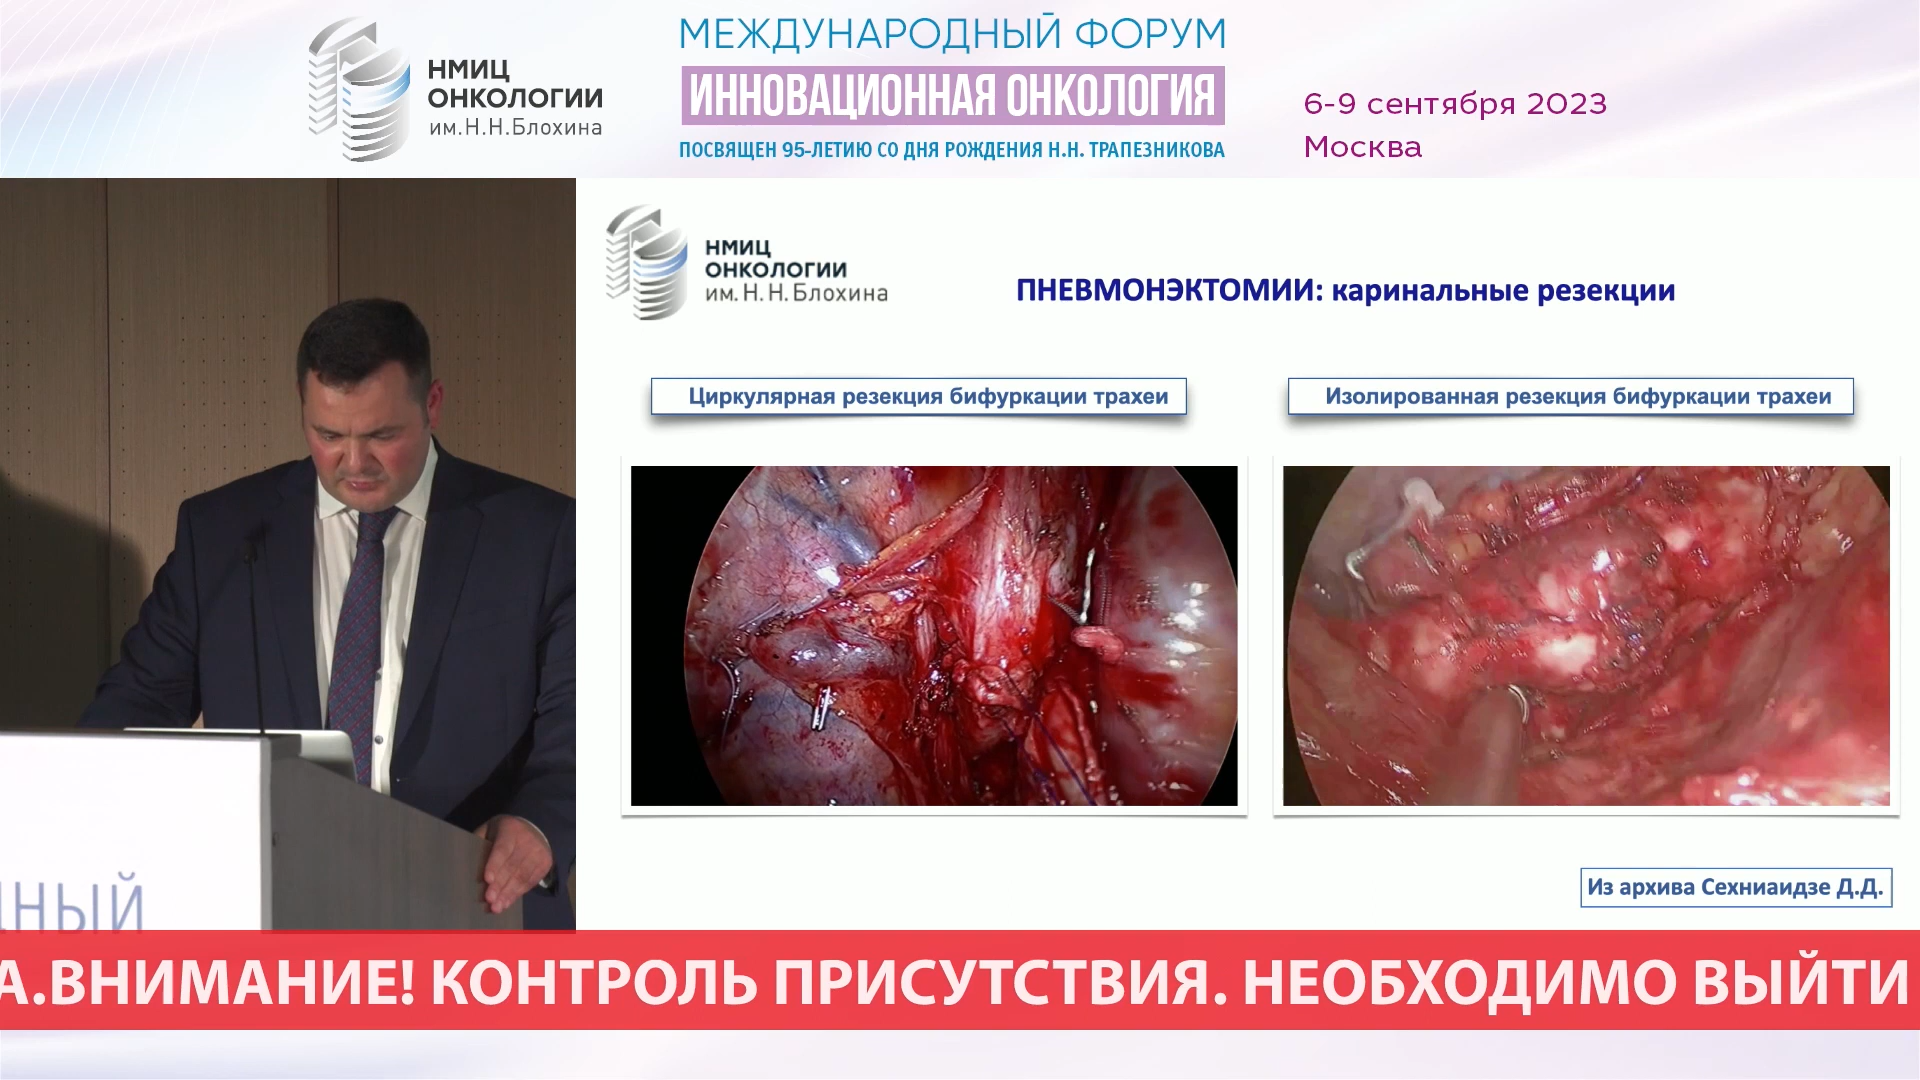 НМИЦ
ОНКОЛОГИИ
им.Н.Н.Блохина
МЕЖДУНАРОДНЫЙ ФОРУМ
ИННОВАЦИОННАЯ ОНКОЛОГИЯ
ПОСВЯЩЕН 95-ЛЕТИЮ СО ДНЯ РОЖДЕНИЯ Н.Н. ТРАПЕЗНИКОВА
6-9 сентября 2023
Москва
НМИЦ
ОНКОЛОГИИ
им. Н. Н. Блохина
ПНЕВМОНЭКТОМИИ: каринальные резекции
Циркулярная резекция бифуркации трахеи
Изолированная резекция бифуркации трахеи
Из архива Сехниаидзе Д.Д.
ДНЫЙ
А.ВНИМАНИЕ! КОНТРОЛЬ ПРИСУТСТВИЯ. НЕОБХОДИМО ВЫЙТИ